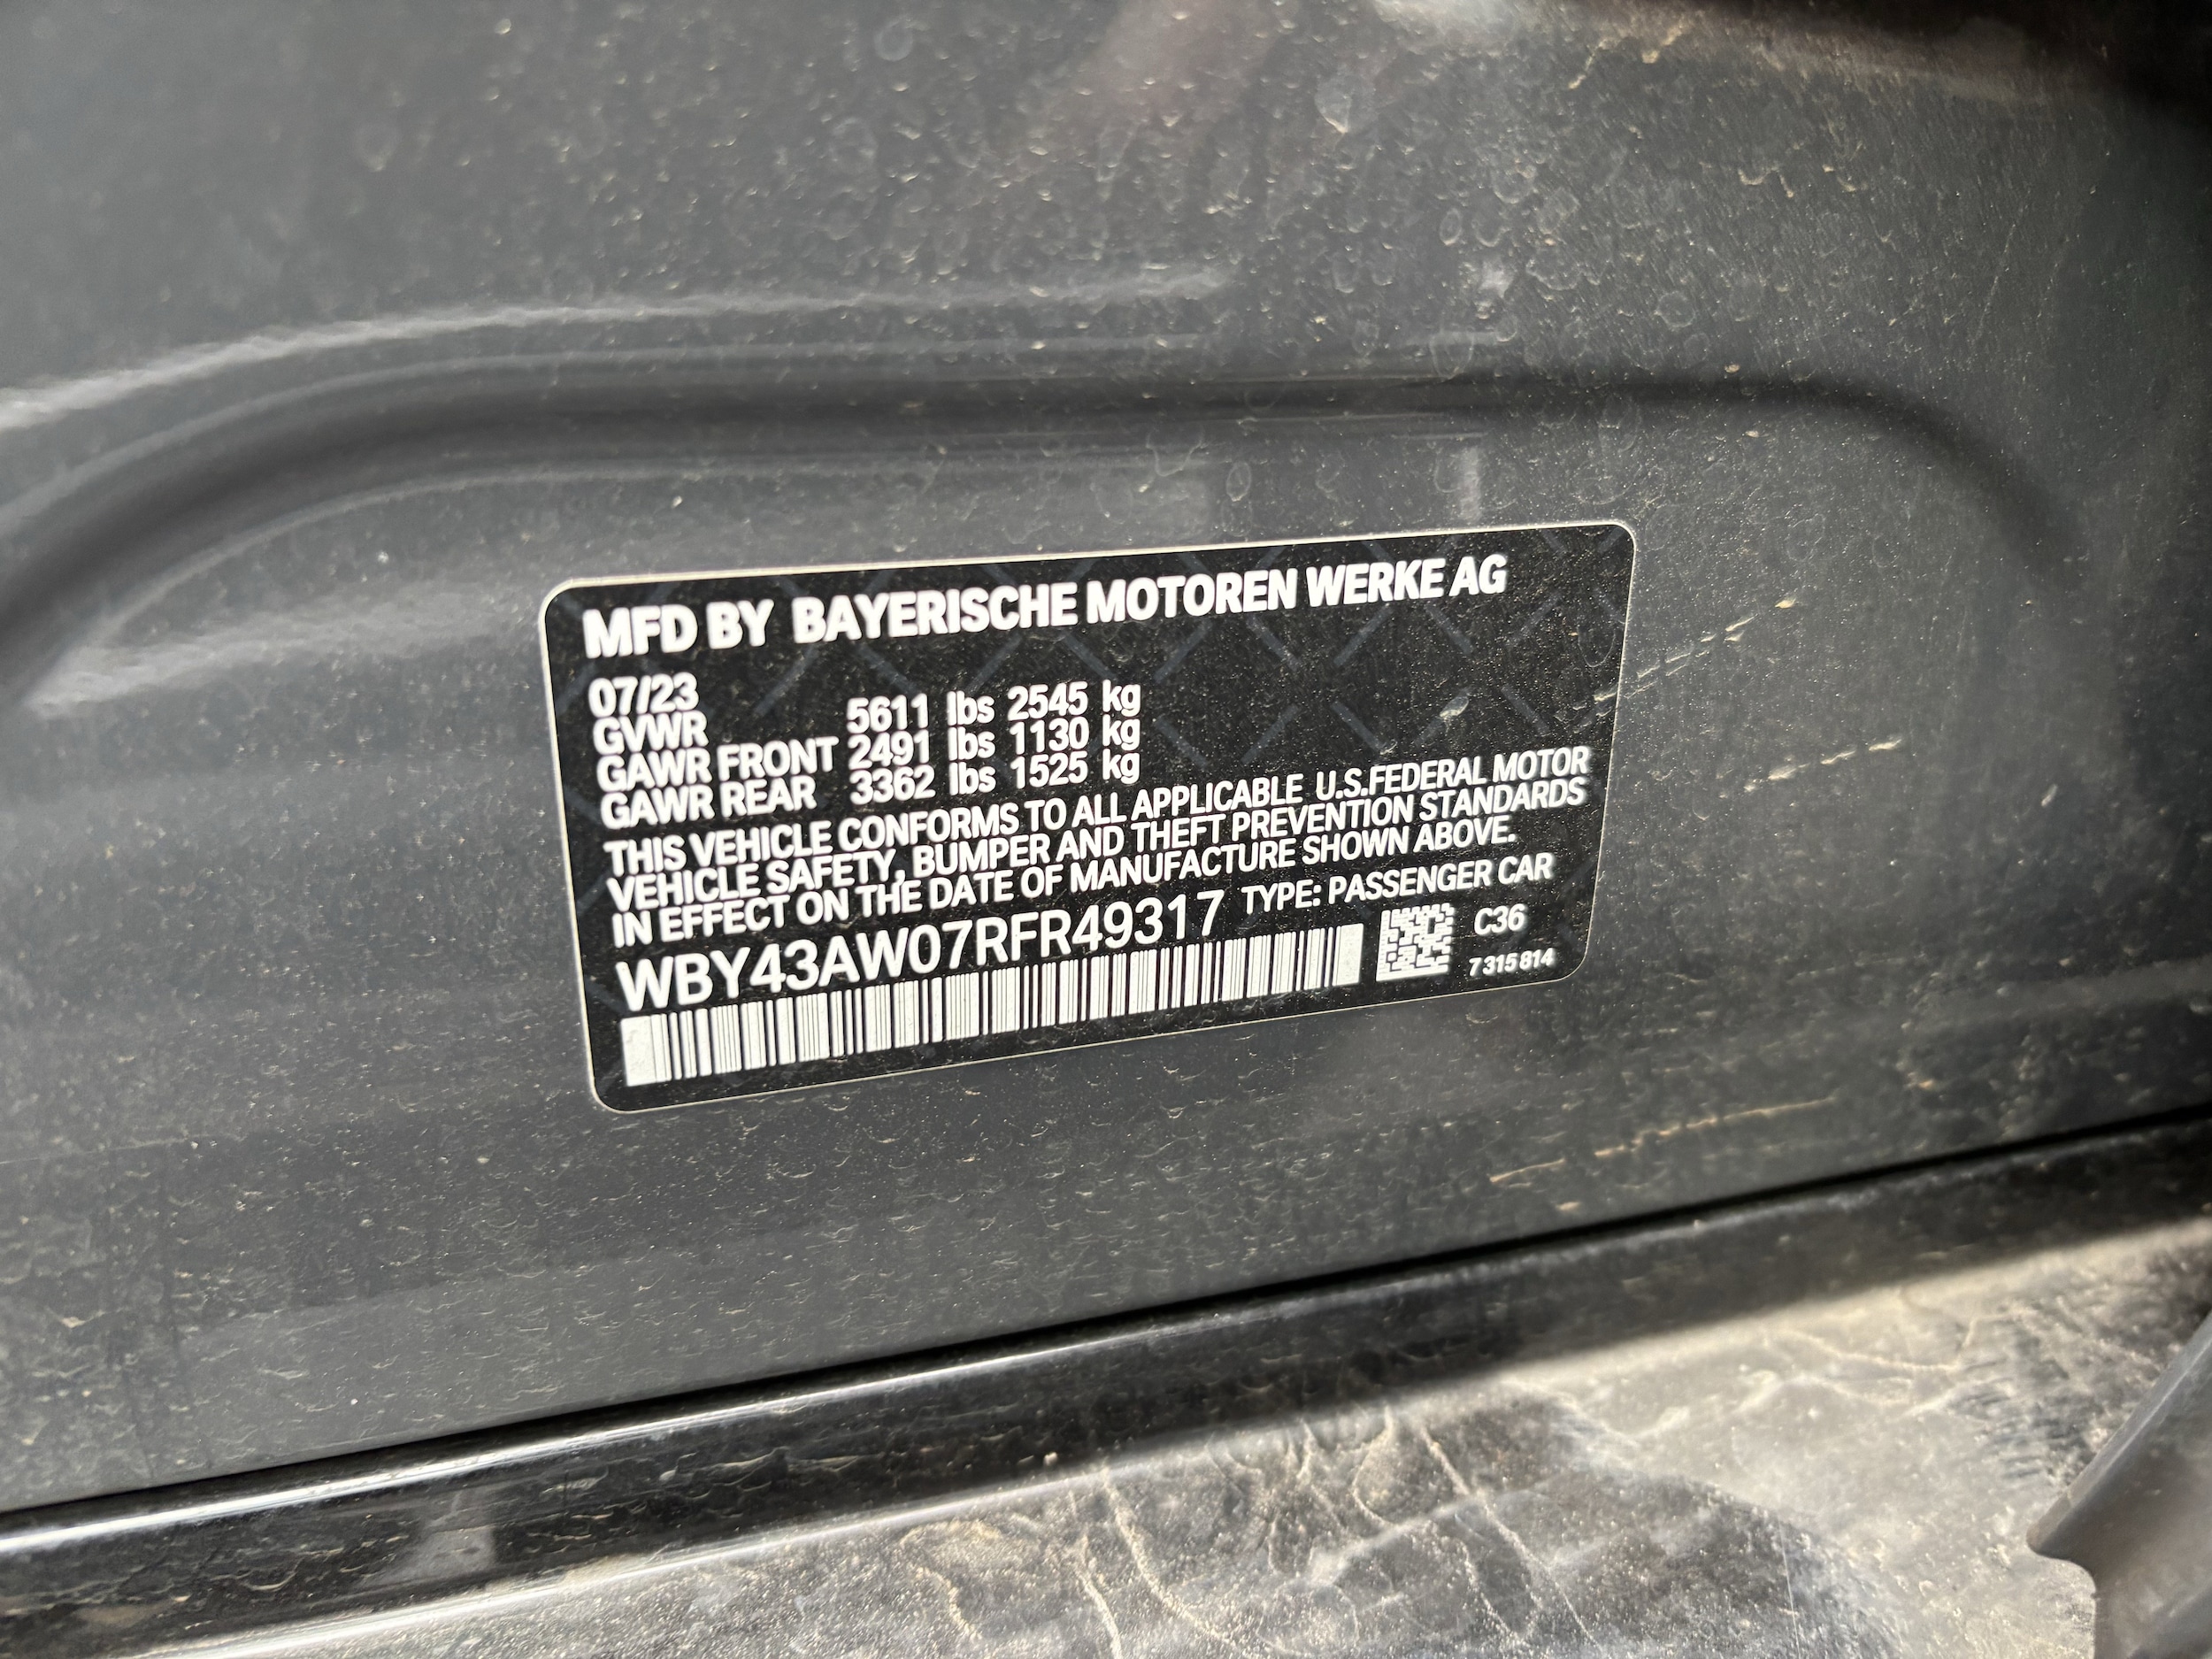 MFD BY BAYERISCHE MOTOREN WERKE AG
07/23
GVWR 5611 lbs 2545 kg
GAWR FRONT 2491 lbs 1130 kg
GAWR REAR 3362 lbs 1525 kg
THIS VEHICLE CONFORMS TO ALL APPLICABLE U.S.FEDERAL MOTOR
VEHICLE SAFETY, BUMPER AND THEFT PREVENTION STANDARDS
IN EFFECT ON THE DATE OF MANUFACTURE SHOWN ABOVE.
WBY43AW07RFR49317 TYPE: PASSENGER CAR
C36
7 315 814